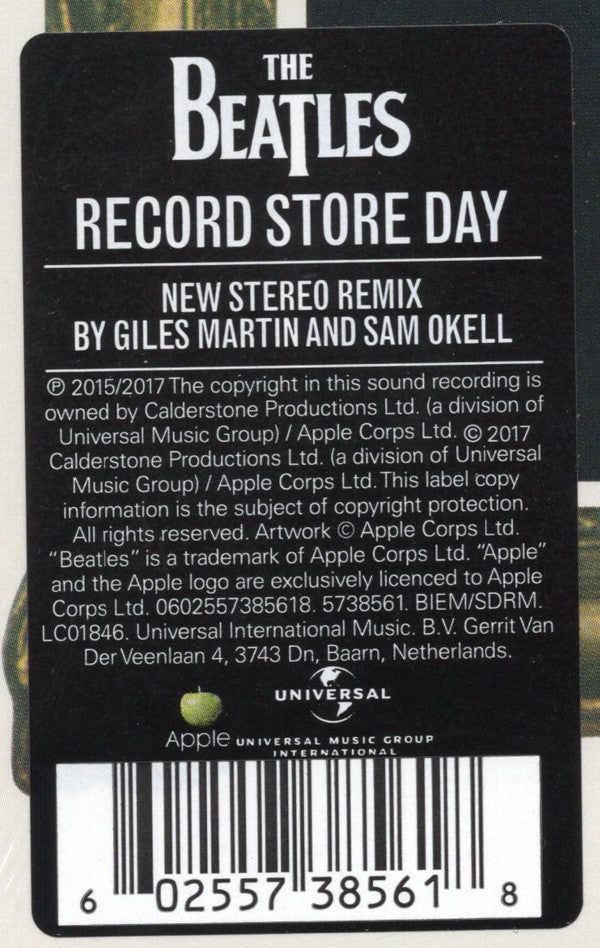 THE
BEATLES
RECORD STORE DAY
NEW STEREO REMIX
BY GILES MARTIN AND SAM OKELL
℗ 2015/2017 The copyright in this sound recording is
owned by Calderstone Productions Ltd. (a division of
Universal Music Group) / Apple Corps Ltd. © 2017
Calderstone Productions Ltd. (a division of Universal
Music Group) / Apple Corps Ltd. This label copy
information is the subject of copyright protection.
All rights reserved. Artwork © Apple Corps Ltd.
“Beatles” is a trademark of Apple Corps Ltd. “Apple”
and the Apple logo are exclusively licenced to Apple
Corps Ltd. 0602557385618. 5738561. BIEM/SDRM.
LC01846. Universal International Music. B.V. Gerrit Van
Der Veenlaan 4, 3743 Dn, Baarn, Netherlands.
UNIVERSAL
Apple UNIVERSAL MUSIC GROUP
INTERNATIONAL
6 02557 38561 8